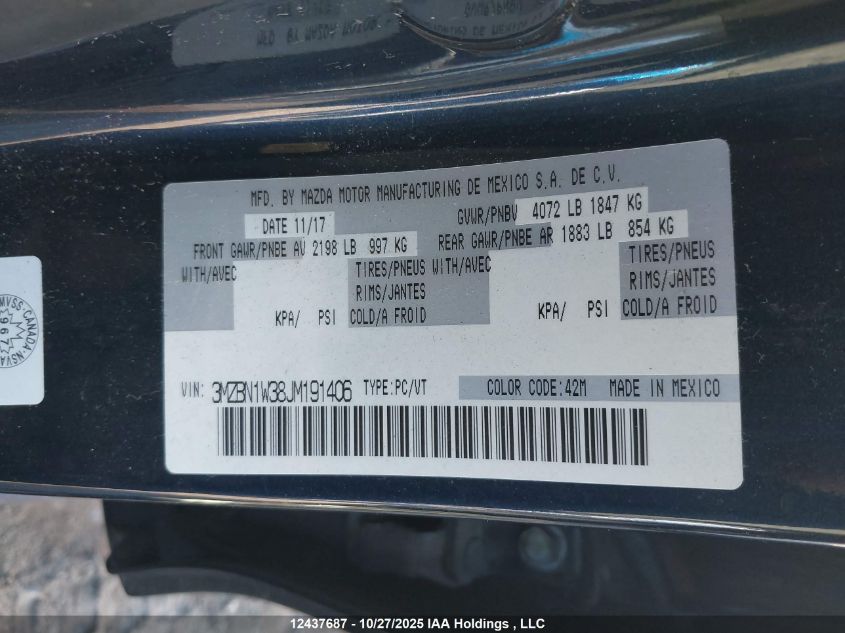 MFD. BY MAZDA MOTOR MANUFACTURING DE MEXICO S.A. DE C.V.
DATE 11/17 GVWR/PNBV 4072 LB 1847 KG
FRONT GAWR/PNBE AV 2198 LB 997 KG REAR GAWR/PNBE AR 1883 LB 854 KG
WITH/AVEC TIRES/PNEUS WITH/AVEC TIRES/PNEUS
RIMS/JANTES RIMS/JANTES
KPA/ PSI COLD/A FROID KPA/ PSI COLD/A FROID
VIN: 3MZBN1W38JM191406 TYPE:PC/VT COLOR CODE:42M MADE IN MEXICO
CANADA
12437687 - 10/27/2025 IAA Holdings , LLC